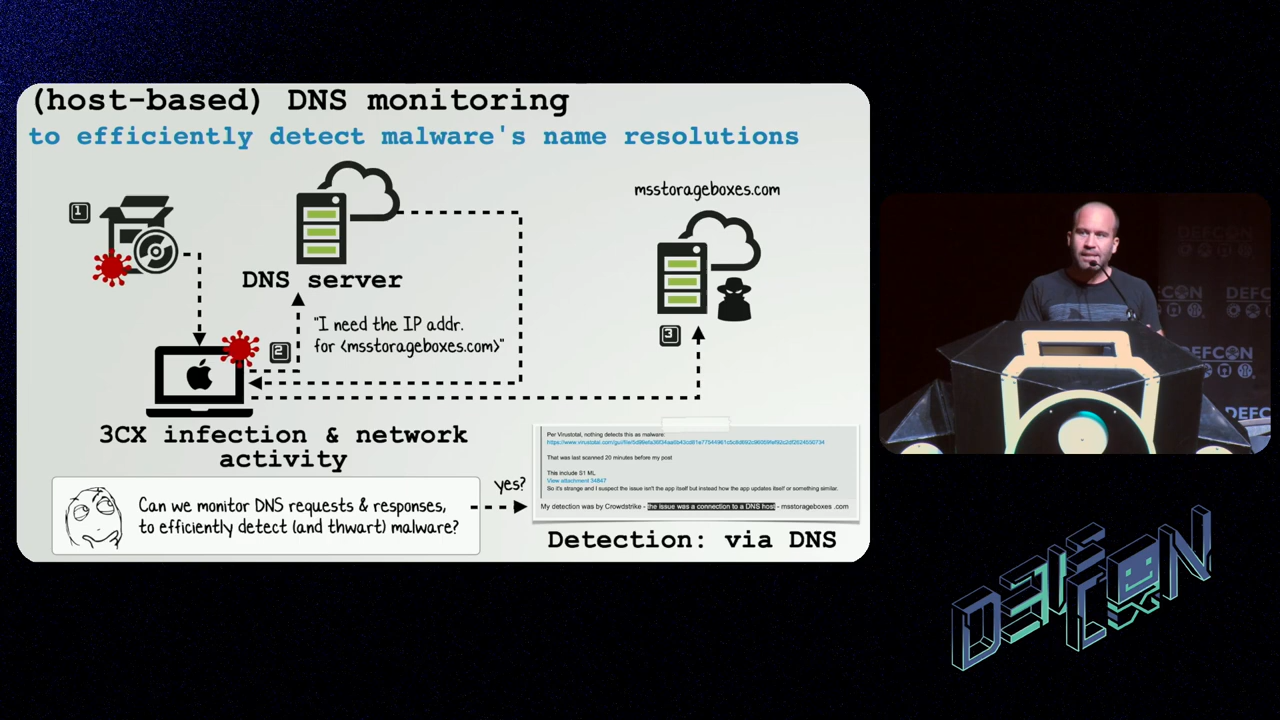 (host-based) DNS monitoring
to efficiently detect malware's name resolutions
1
DNS server
msstorageboxes.com
"I need the IP addr.
for <msstorageboxes.com>"
2
3
3CX infection & network
activity
Can we monitor DNS requests & responses,
to efficiently detect (and thwart) malware?
yes?
Per Virustotal, nothing detects this as malware:
That was last scanned 20 minutes before my post
This include S1 ML
View attachment 34847
So it's strange and I suspect the issue isn't the app itself but instead how the app updates itself or something similar.
My detection was by Crowdstrike - the issue was a connection to a DNS host - msstorageboxes .com
Detection: via DNS
DEFCON
DEFCON
DEFCON